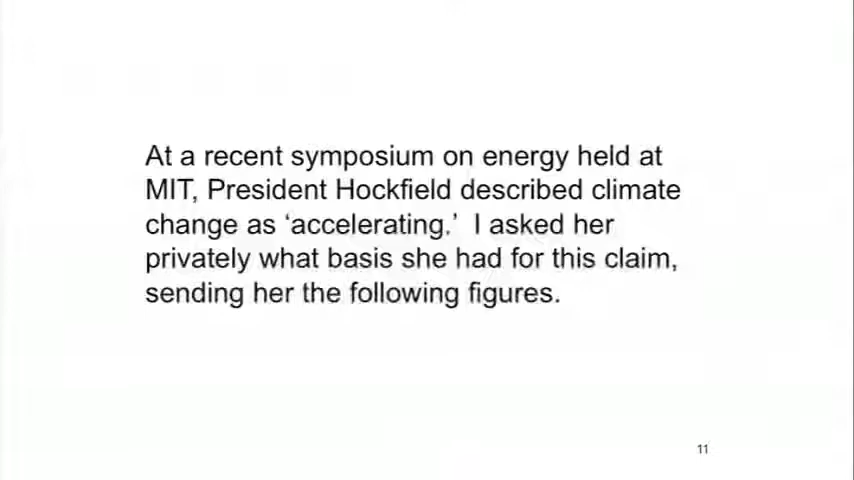 At a recent symposium on energy held at
MIT, President Hockfield described climate
change as ‘accelerating.’  I asked her
privately what basis she had for this claim,
sending her the following figures.
11